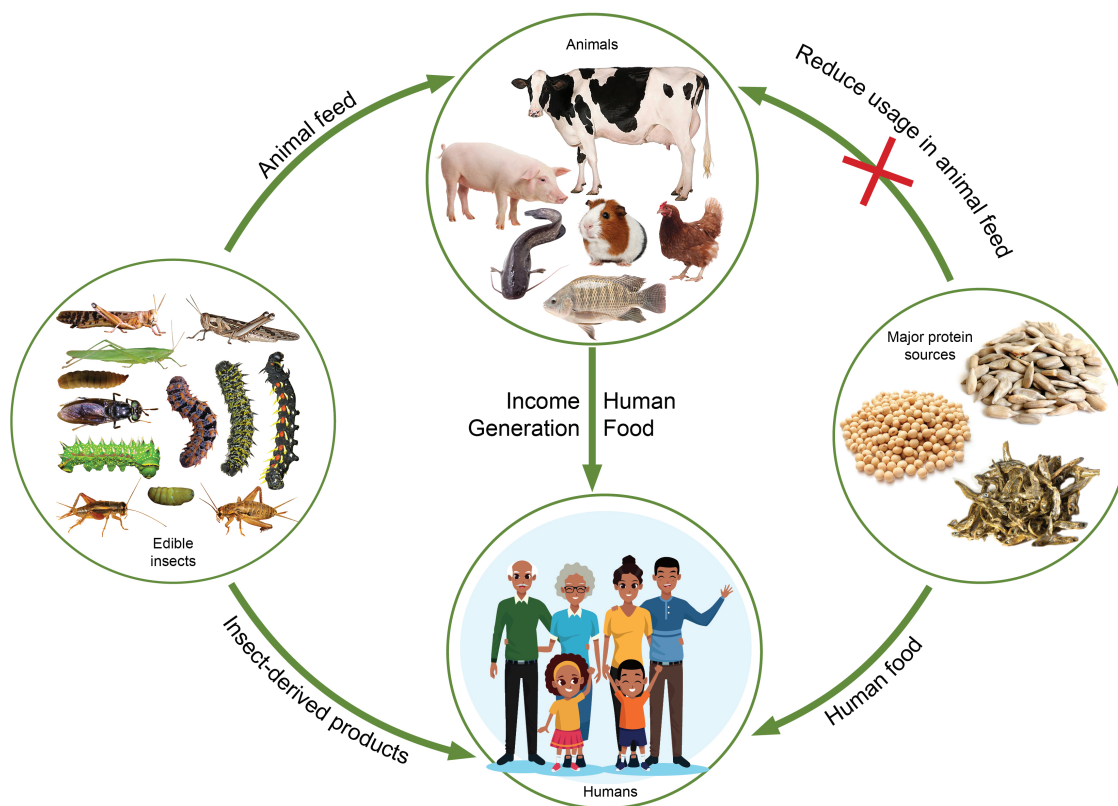 Animals
Animal feed
Reduce usage in animal feed
Major protein
sources
Income
Generation
Human
Food
Edible
insects
Insect-derived products
Human food
Humans